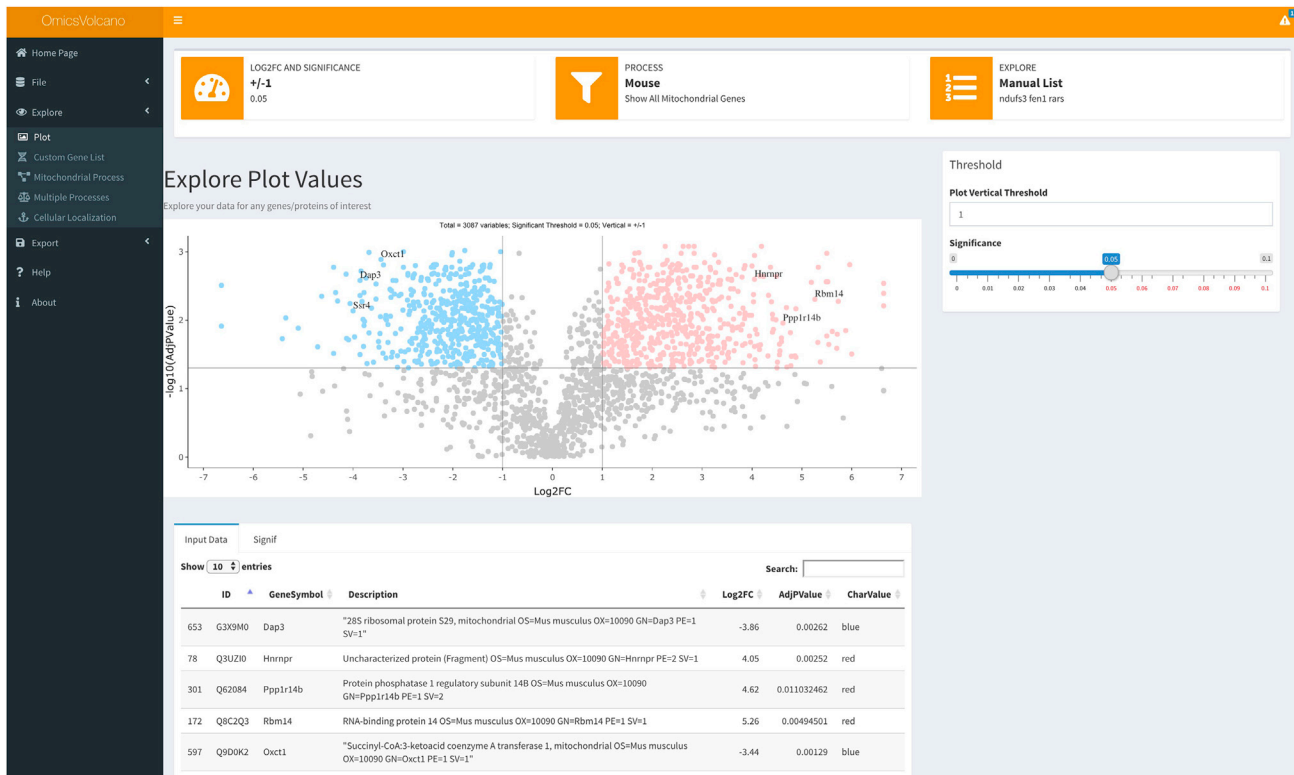 OmicsVolcano
1
Home Page
File
Explore
Plot
Custom Gene List
Mitochondrial Process
Multiple Processes
Cellular Localization
Export
Help
About
LOG2FC AND SIGNIFICANCE
+/-1
0.05
PROCESS
Mouse
Show All Mitochondrial Genes
1
2
3
EXPLORE
Manual List
ndufs3 fen1 rars
Explore Plot Values
Explore your data for any genes/proteins of interest
Total = 3087 variables; Significant Threshold = 0.05; Vertical = +/-1
-log10(AdjPValue)
3
2
1
0
Oxct1
Dap3
Ssr4
Hnrnpr
Rbm14
Ppp1r14b
-7 -6 -5 -4 -3 -2 -1 0 1 2 3 4 5 6 7
Log2FC
Threshold
Plot Vertical Threshold
1
Significance
0 0.05 0.1
0 0.01 0.02 0.03 0.04 0.05 0.06 0.07 0.08 0.09 0.1
Input Data Signif
Show 10 entries Search:
ID GeneSymbol Description Log2FC AdjPValue CharValue
653 G3X9M0 Dap3 "28S ribosomal protein S29, mitochondrial OS=Mus musculus OX=10090 GN=Dap3 PE=1 -3.86 0.00262 blue
SV=1"
78 Q3UZI0 Hnrnpr Uncharacterized protein (Fragment) OS=Mus musculus OX=10090 GN=Hnrnpr PE=2 SV=1 4.05 0.00252 red
301 Q62084 Ppp1r14b Protein phosphatase 1 regulatory subunit 14B OS=Mus musculus OX=10090 4.62 0.011032462 red
GN=Ppp1r14b PE=1 SV=2
172 Q8C2Q3 Rbm14 RNA-binding protein 14 OS=Mus musculus OX=10090 GN=Rbm14 PE=1 SV=1 5.26 0.00494501 red
597 Q9D0K2 Oxct1 "Succinyl-CoA:3-ketoacid coenzyme A transferase 1, mitochondrial OS=Mus musculus -3.44 0.00129 blue
OX=10090 GN=Oxct1 PE=1 SV=1"